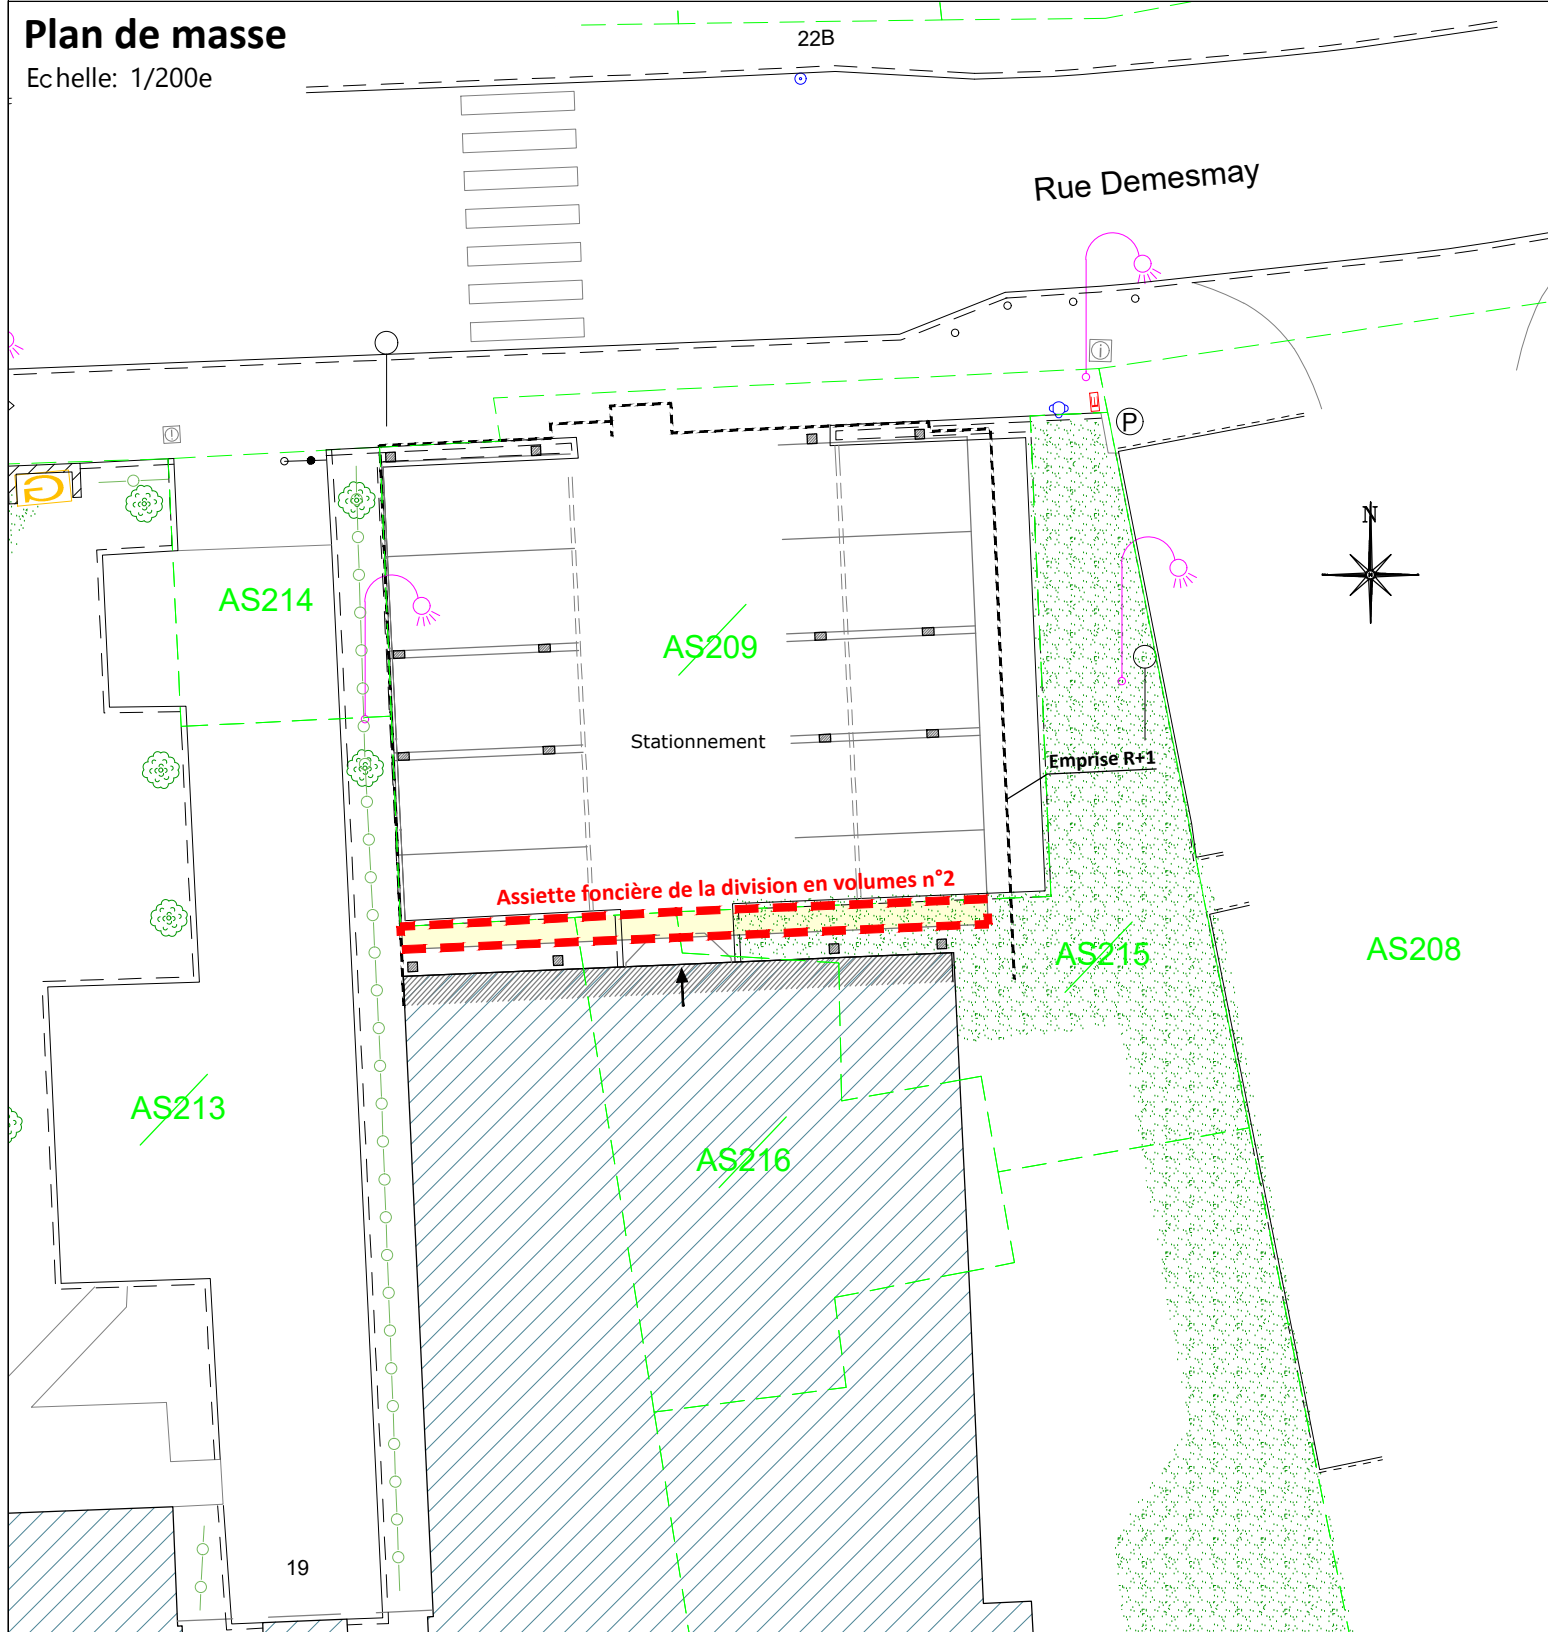 Plan de masse
Echelle: 1/200e
22B
Rue Demesmay
i
E
P
G
N
AS214
AS209
Stationnement
Emprise R+1
Assiette foncière de la division en volumes n°2
AS215
AS208
AS213
AS216
19